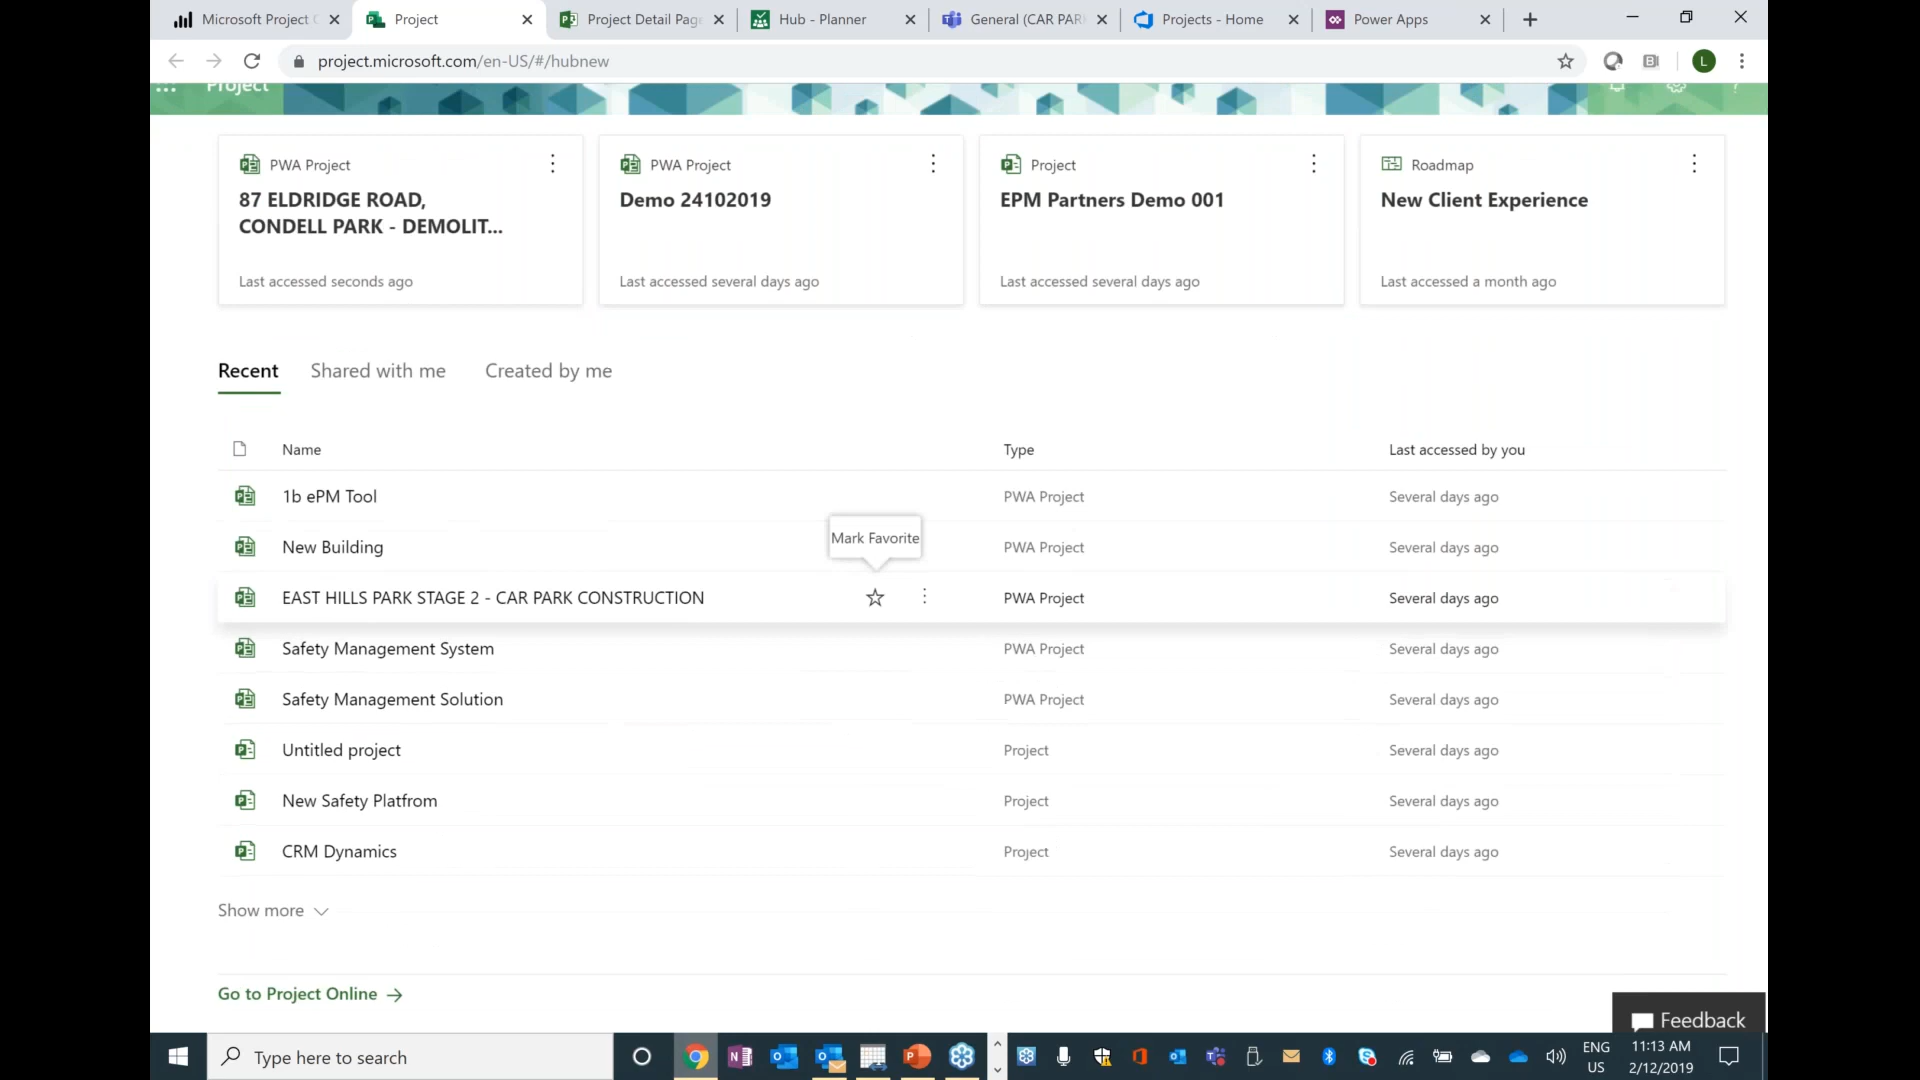 Microsoft Project
Project
Project Detail Page
Hub - Planner
General (CAR PARK
Projects - Home
Power Apps
project.microsoft.com/en-US/#/hubnew
L
Project
PWA Project
87 ELDRIDGE ROAD,
CONDELL PARK - DEMOLIT...
Last accessed seconds ago
PWA Project
Demo 24102019
Last accessed several days ago
Project
EPM Partners Demo 001
Last accessed several days ago
Roadmap
New Client Experience
Last accessed a month ago
Recent Shared with me Created by me
Name Type Last accessed by you
1b ePM Tool PWA Project Several days ago
Mark Favorite
New Building PWA Project Several days ago
EAST HILLS PARK STAGE 2 - CAR PARK CONSTRUCTION PWA Project Several days ago
Safety Management System PWA Project Several days ago
Safety Management Solution PWA Project Several days ago
Untitled project Project Several days ago
New Safety Platfrom Project Several days ago
CRM Dynamics Project Several days ago
Show more
Go to Project Online
Feedback
Type here to search
ENG
US
11:13 AM
2/12/2019